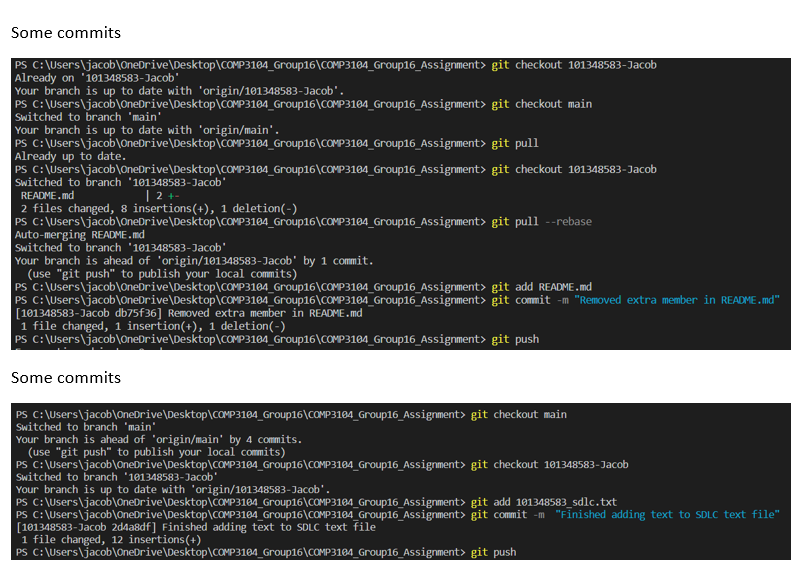 Some commits
PS C:\Users\jacob\OneDrive\Desktop\COMP3104_Group16\COMP3104_Group16_Assignment> git checkout 101348583-Jacob
Already on '101348583-Jacob'
Your branch is up to date with 'origin/101348583-Jacob'.
PS C:\Users\jacob\OneDrive\Desktop\COMP3104_Group16\COMP3104_Group16_Assignment> git checkout main
Switched to branch 'main'
Your branch is up to date with 'origin/main'.
PS C:\Users\jacob\OneDrive\Desktop\COMP3104_Group16\COMP3104_Group16_Assignment> git pull
Already up to date.
PS C:\Users\jacob\OneDrive\Desktop\COMP3104_Group16\COMP3104_Group16_Assignment> git checkout 101348583-Jacob
Switched to branch '101348583-Jacob'
README.md | 2 +-
2 files changed, 8 insertions(+), 1 deletion(-)
PS C:\Users\jacob\OneDrive\Desktop\COMP3104_Group16\COMP3104_Group16_Assignment> git pull --rebase
Auto-merging README.md
Switched to branch '101348583-Jacob'
Your branch is ahead of 'origin/101348583-Jacob' by 1 commit.
(use "git push" to publish your local commits)
PS C:\Users\jacob\OneDrive\Desktop\COMP3104_Group16\COMP3104_Group16_Assignment> git add README.md
PS C:\Users\jacob\OneDrive\Desktop\COMP3104_Group16\COMP3104_Group16_Assignment> git commit -m "Removed extra member in README.md"
[101348583-Jacob db75f36] Removed extra member in README.md
1 file changed, 1 insertion(+), 1 deletion(-)
PS C:\Users\jacob\OneDrive\Desktop\COMP3104_Group16\COMP3104_Group16_Assignment> git push
Some commits
PS C:\Users\jacob\OneDrive\Desktop\COMP3104_Group16\COMP3104_Group16_Assignment> git checkout main
Switched to branch 'main'
Your branch is ahead of 'origin/main' by 4 commits.
(use "git push" to publish your local commits)
PS C:\Users\jacob\OneDrive\Desktop\COMP3104_Group16\COMP3104_Group16_Assignment> git checkout 101348583-Jacob
Switched to branch '101348583-Jacob'
Your branch is up to date with 'origin/101348583-Jacob'.
PS C:\Users\jacob\OneDrive\Desktop\COMP3104_Group16\COMP3104_Group16_Assignment> git add 101348583_sdlc.txt
PS C:\Users\jacob\OneDrive\Desktop\COMP3104_Group16\COMP3104_Group16_Assignment> git commit -m "Finished adding text to SDLC text file"
[101348583-Jacob 2d4a8df] Finished adding text to SDLC text file
1 file changed, 12 insertions(+)
PS C:\Users\jacob\OneDrive\Desktop\COMP3104_Group16\COMP3104_Group16_Assignment> git push